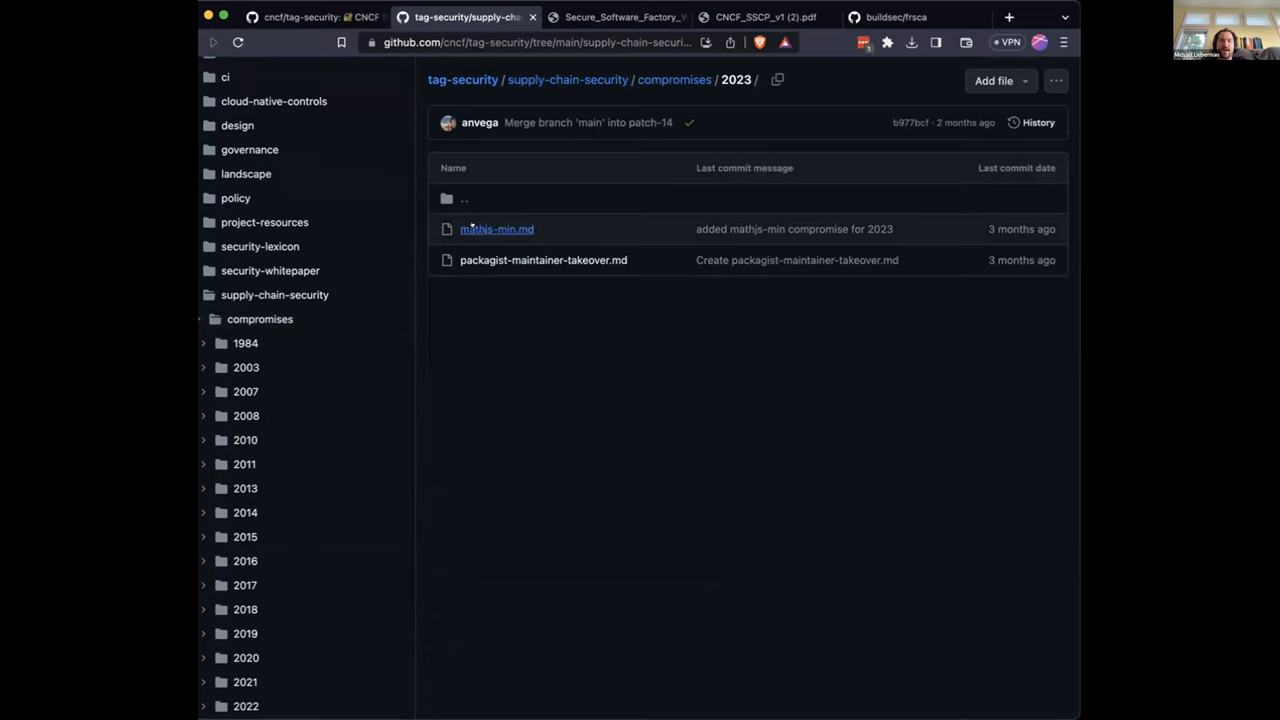 cncf/tag-security: 🔐 CNCF S
tag-security/supply-cha
Secure_Software_Factory_W
CNCF_SSCP_v1 (2).pdf
buildsec/frsca
github.com/cncf/tag-security/tree/main/supply-chain-securi...
1
VPN
Michael Lieberman
tag-security / supply-chain-security / compromises / 2023 /
Add file
anvega Merge branch 'main' into patch-14
b977bcf · 2 months ago
History
Name
Last commit message
Last commit date
..
mathjs-min.md
added mathjs-min compromise for 2023
3 months ago
packagist-maintainer-takeover.md
Create packagist-maintainer-takeover.md
3 months ago
ci
cloud-native-controls
design
governance
landscape
policy
project-resources
security-lexicon
security-whitepaper
supply-chain-security
compromises
1984
2003
2007
2008
2010
2011
2013
2014
2015
2016
2017
2018
2019
2020
2021
2022